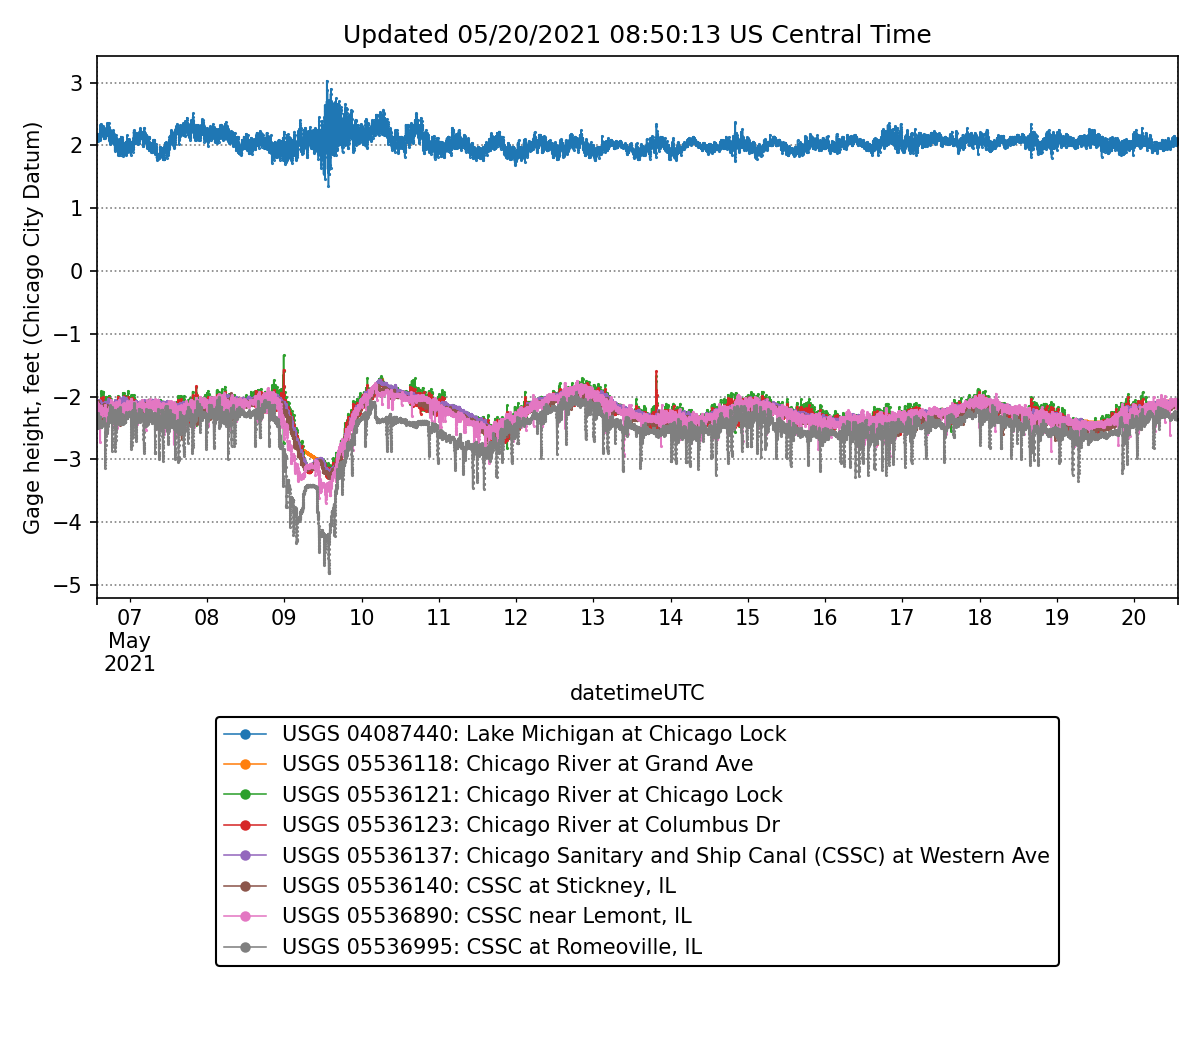 Updated 05/20/2021 08:50:13 US Central Time
Gage height, feet (Chicago City Datum)
3
2
1
0
−1
−2
−3
−4
−5
07 08 09 10 11 12 13 14 15 16 17 18 19 20
May
2021
datetimeUTC
USGS 04087440: Lake Michigan at Chicago Lock
USGS 05536118: Chicago River at Grand Ave
USGS 05536121: Chicago River at Chicago Lock
USGS 05536123: Chicago River at Columbus Dr
USGS 05536137: Chicago Sanitary and Ship Canal (CSSC) at Western Ave
USGS 05536140: CSSC at Stickney, IL
USGS 05536890: CSSC near Lemont, IL
USGS 05536995: CSSC at Romeoville, IL